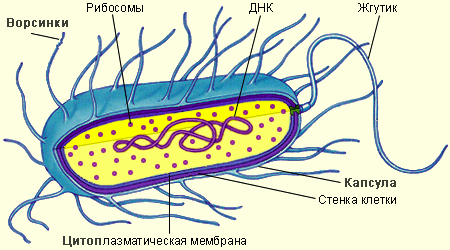 Рибосомы
ДНК
Жгутик
Ворсинки
Капсула
Стенка клетки
Цитоплазматическая мембрана